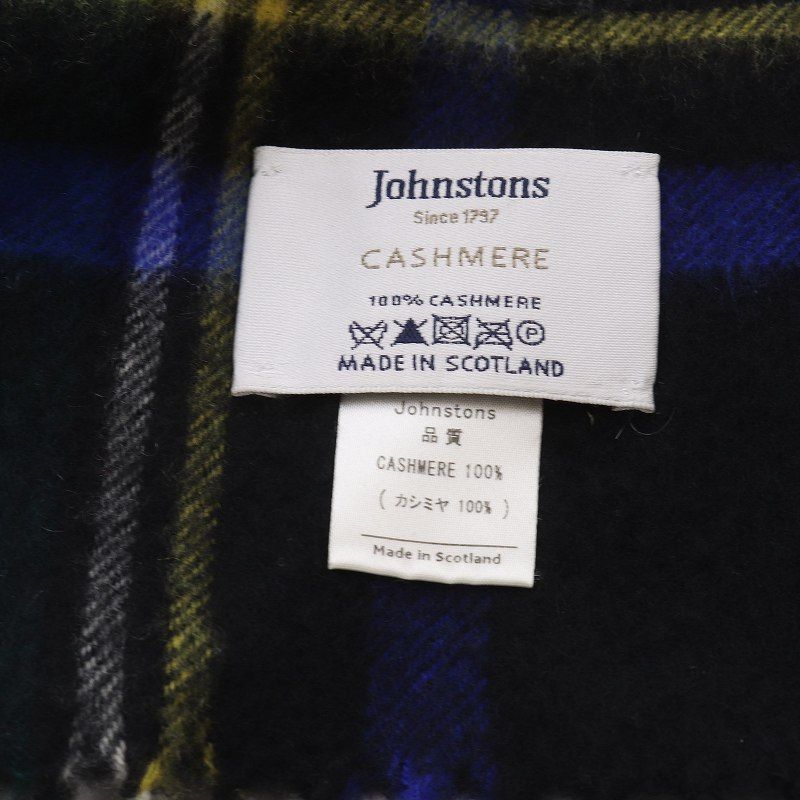 Johnstons
Since 1797
CASHMERE
100% CASHMERE
P
MADE IN SCOTLAND
Johnstons
品質
CASHMERE 100%
( カシミヤ 100% )
Made in Scotland